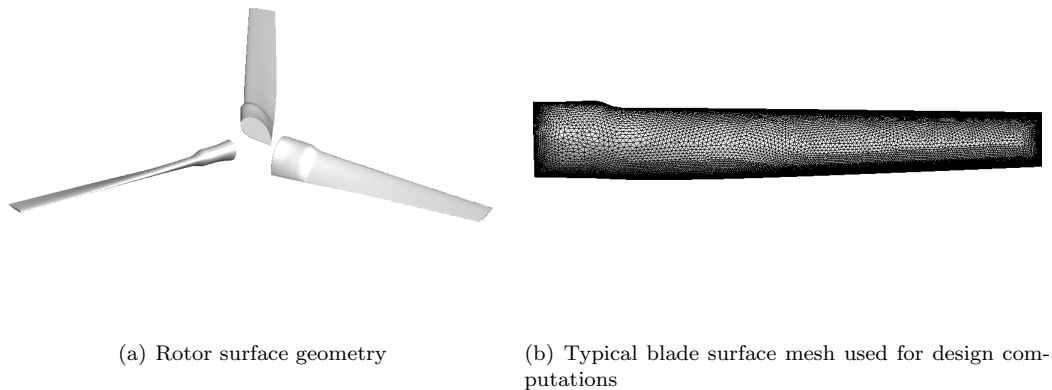 (a) Rotor surface geometry
(b) Typical blade surface mesh used for design com-
putations